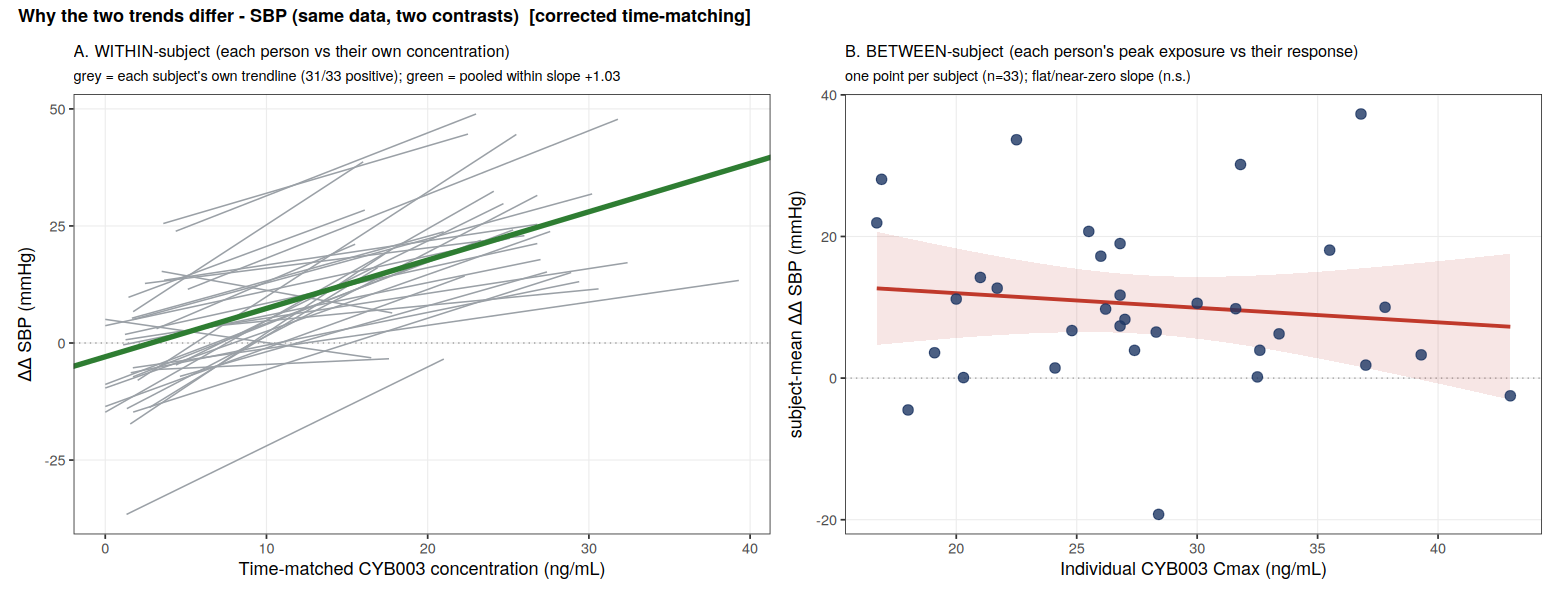 Why the two trends differ - SBP (same data, two contrasts)  [corrected time-matching]
A. WITHIN-subject (each person vs their own concentration)
grey = each subject's own trendline (31/33 positive); green = pooled within slope +1.03
50
25
0
-25
ΔΔ SBP (mmHg)
0
10
20
30
40
Time-matched CYB003 concentration (ng/mL)
B. BETWEEN-subject (each person's peak exposure vs their response)
one point per subject (n=33); flat/near-zero slope (n.s.)
40
20
0
-20
subject-mean ΔΔ SBP (mmHg)
20
25
30
35
40
Individual CYB003 Cmax (ng/mL)